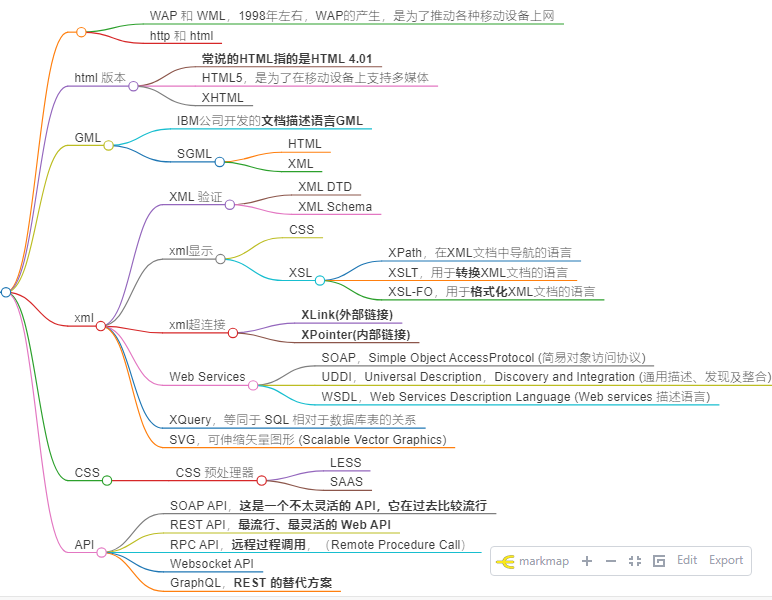 WAP 和 WML，1998年左右，WAP的产生，是为了推动各种移动设备上网
http 和 html
常说的HTML指的是HTML 4.01
html 版本
HTML5，是为了在移动设备上支持多媒体
XHTML
IBM公司开发的文档描述语言GML
GML
HTML
SGML
XML
XML DTD
XML 验证
XML Schema
CSS
xml显示
XPath，在XML文档中导航的语言
XSL
XSLT，用于转换XML文档的语言
XSL-FO，用于格式化XML文档的语言
xml
XLink(外部链接)
xml超连接
XPointer(内部链接)
SOAP，Simple Object AccessProtocol (简易对象访问协议)
Web Services
UDDI，Universal Description，Discovery and Integration (通用描述、发现及整合)
WSDL，Web Services Description Language (Web services 描述语言)
XQuery，等同于 SQL 相对于数据库表的关系
SVG，可伸缩矢量图形 (Scalable Vector Graphics)
LESS
CSS
CSS 预处理器
SAAS
SOAP API，这是一个不太灵活的 API，它在过去比较流行
REST API，最流行、最灵活的 Web API
API
RPC API，远程过程调用，（Remote Procedure Call）
Websocket API
GraphQL，REST 的替代方案
markmap
Edit
Export